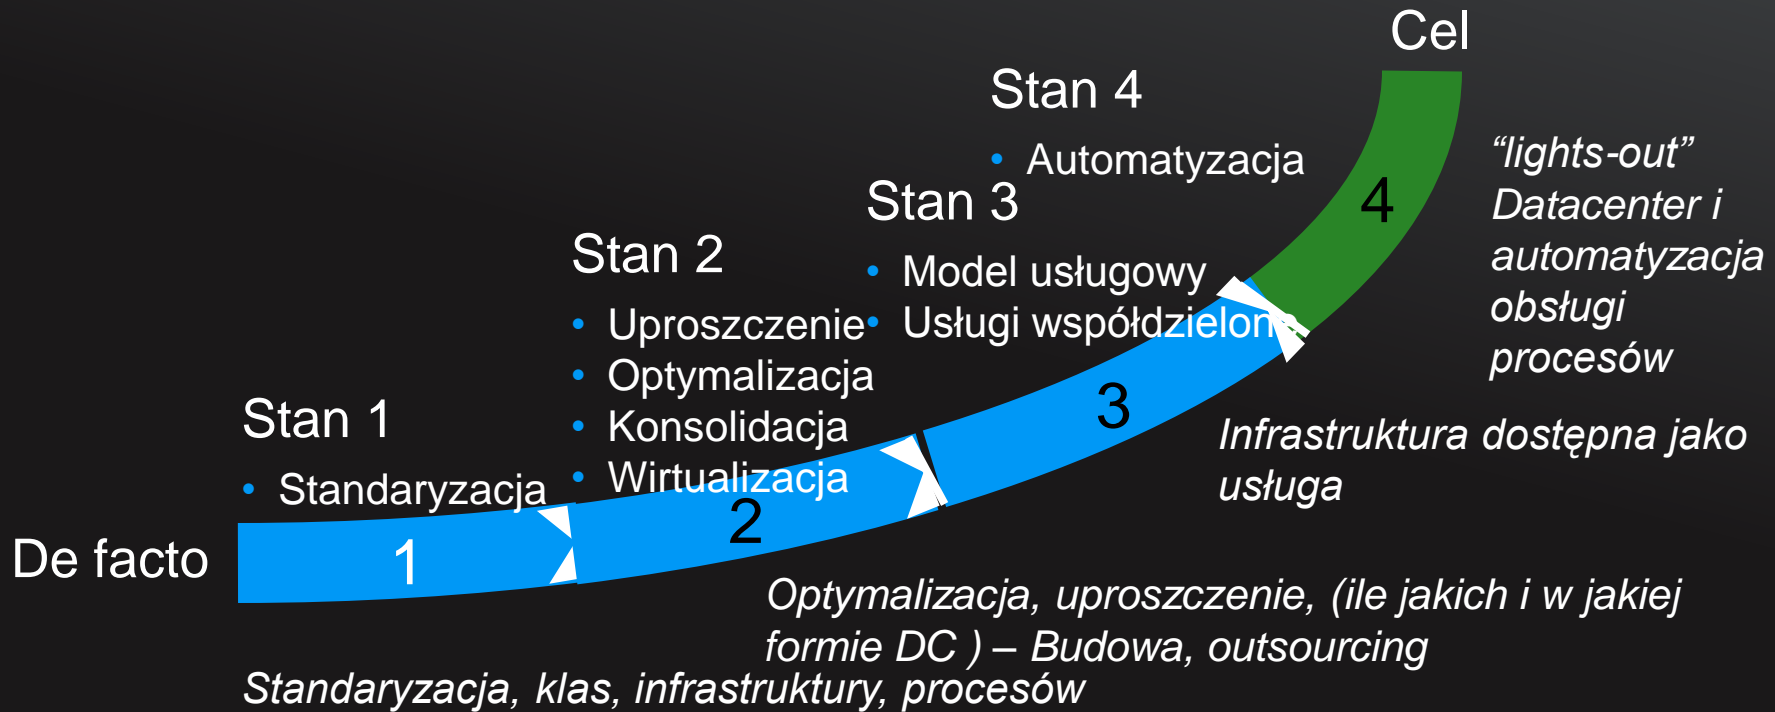 Cel
Stan 4
• Automatyzacja
“lights-out”
Datacenter i
automatyzacja
obsługi
procesów
4
Stan 3
• Model usługowy
• Usługi współdzielone
3
Infrastruktura dostępna jako
usługa
Stan 2
• Uproszczenie
• Optymalizacja
• Konsolidacja
• Wirtualizacja
2
Optymalizacja, uproszczenie, (ile jakich i w jakiej
formie DC ) – Budowa, outsourcing
Stan 1
• Standaryzacja
De facto
1
Standaryzacja, klas, infrastruktury, procesów